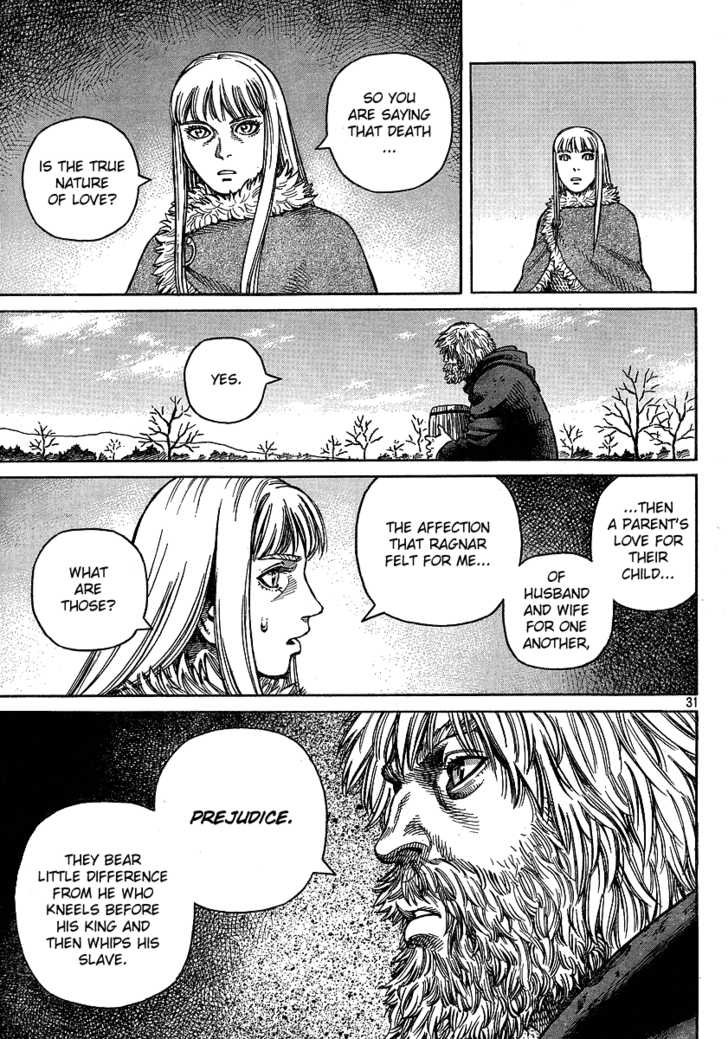 SO YOU
ARE SAYING
THAT DEATH
...
IS THE TRUE
NATURE
OF LOVE?
YES.
...THEN
A PARENT'S
LOVE FOR
THEIR
CHILD...
OF
HUSBAND
AND WIFE
FOR ONE
ANOTHER,
THE AFFECTION
THAT RAGNAR
FELT FOR ME...
WHAT
ARE
THOSE?
31
PREJUDICE.
THEY BEAR
LITTLE DIFFERENCE
FROM HE WHO
KNEELS BEFORE
HIS KING AND
THEN WHIPS HIS
SLAVE.